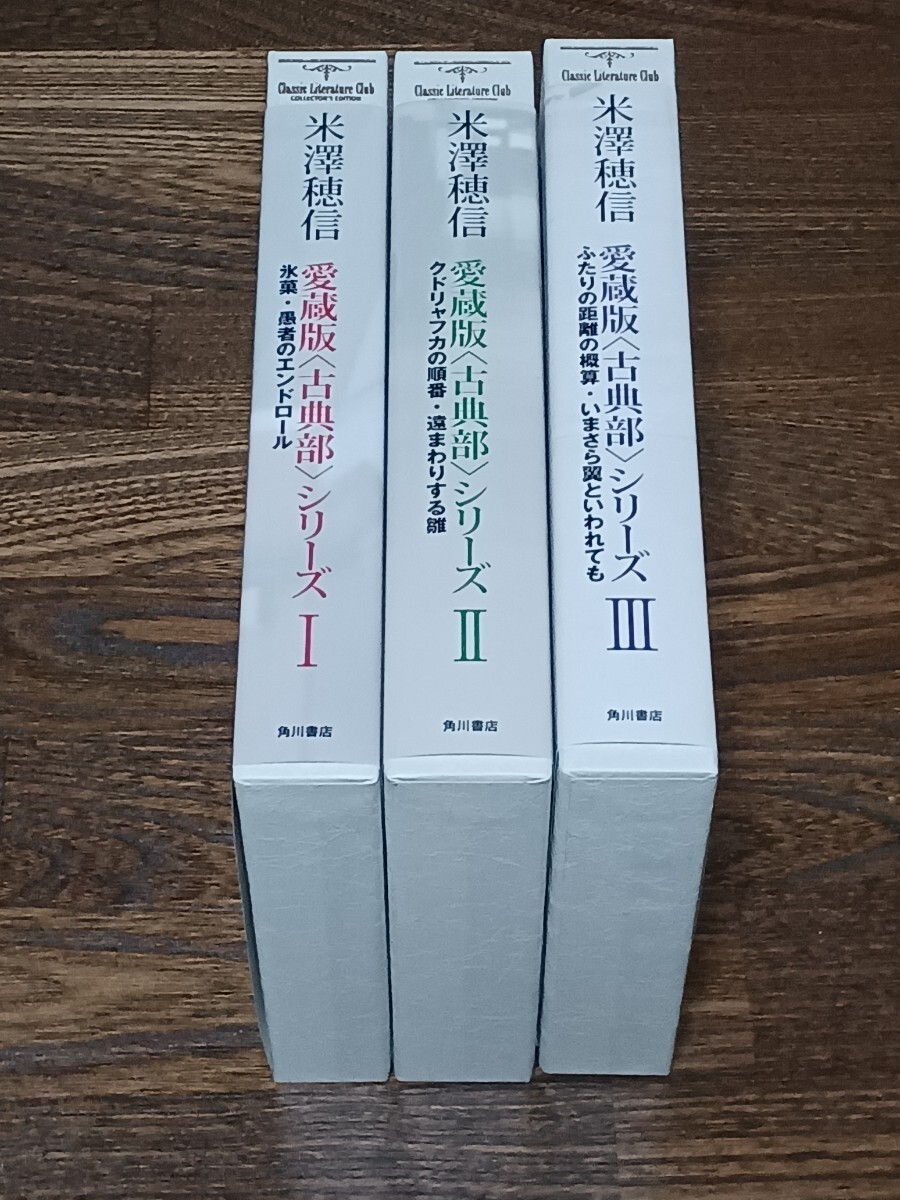 Classic Literature Club
COLLECTOR'S EDITION
米澤穂信
愛蔵版〈古典部〉シリーズ Ⅰ
氷菓・愚者のエンドロール
角川書店
Classic Literature Club
米澤穂信
愛蔵版〈古典部〉シリーズ Ⅱ
クドリャフカの順番・遠まわりする雛
角川書店
Classic Literature Club
米澤穂信
愛蔵版〈古典部〉シリーズ Ⅲ
ふたりの距離の概算・いまさら翼といわれても
角川書店